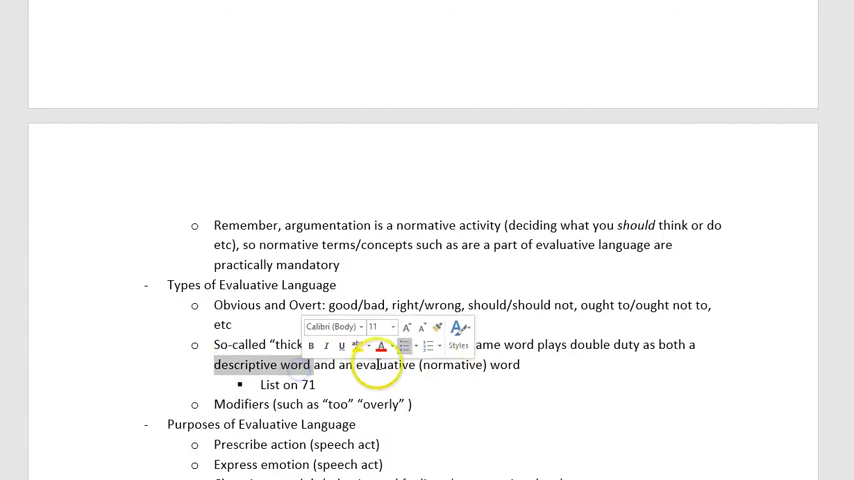 o Remember, argumentation is a normative activity (deciding what you should think or do
etc), so normative terms/concepts such as are a part of evaluative language are
practically mandatory
- Types of Evaluative Language
o Obvious and Overt: good/bad, right/wrong, should/should not, ought to/ought not to,
etc
Calibri (Body) 11
So-called “thick
B I U ab A Styles
ame word plays double duty as both a
descriptive word and an evaluative (normative) word
▪ List on 71
o Modifiers (such as “too” “overly” )
- Purposes of Evaluative Language
o Prescribe action (speech act)
o Express emotion (speech act)